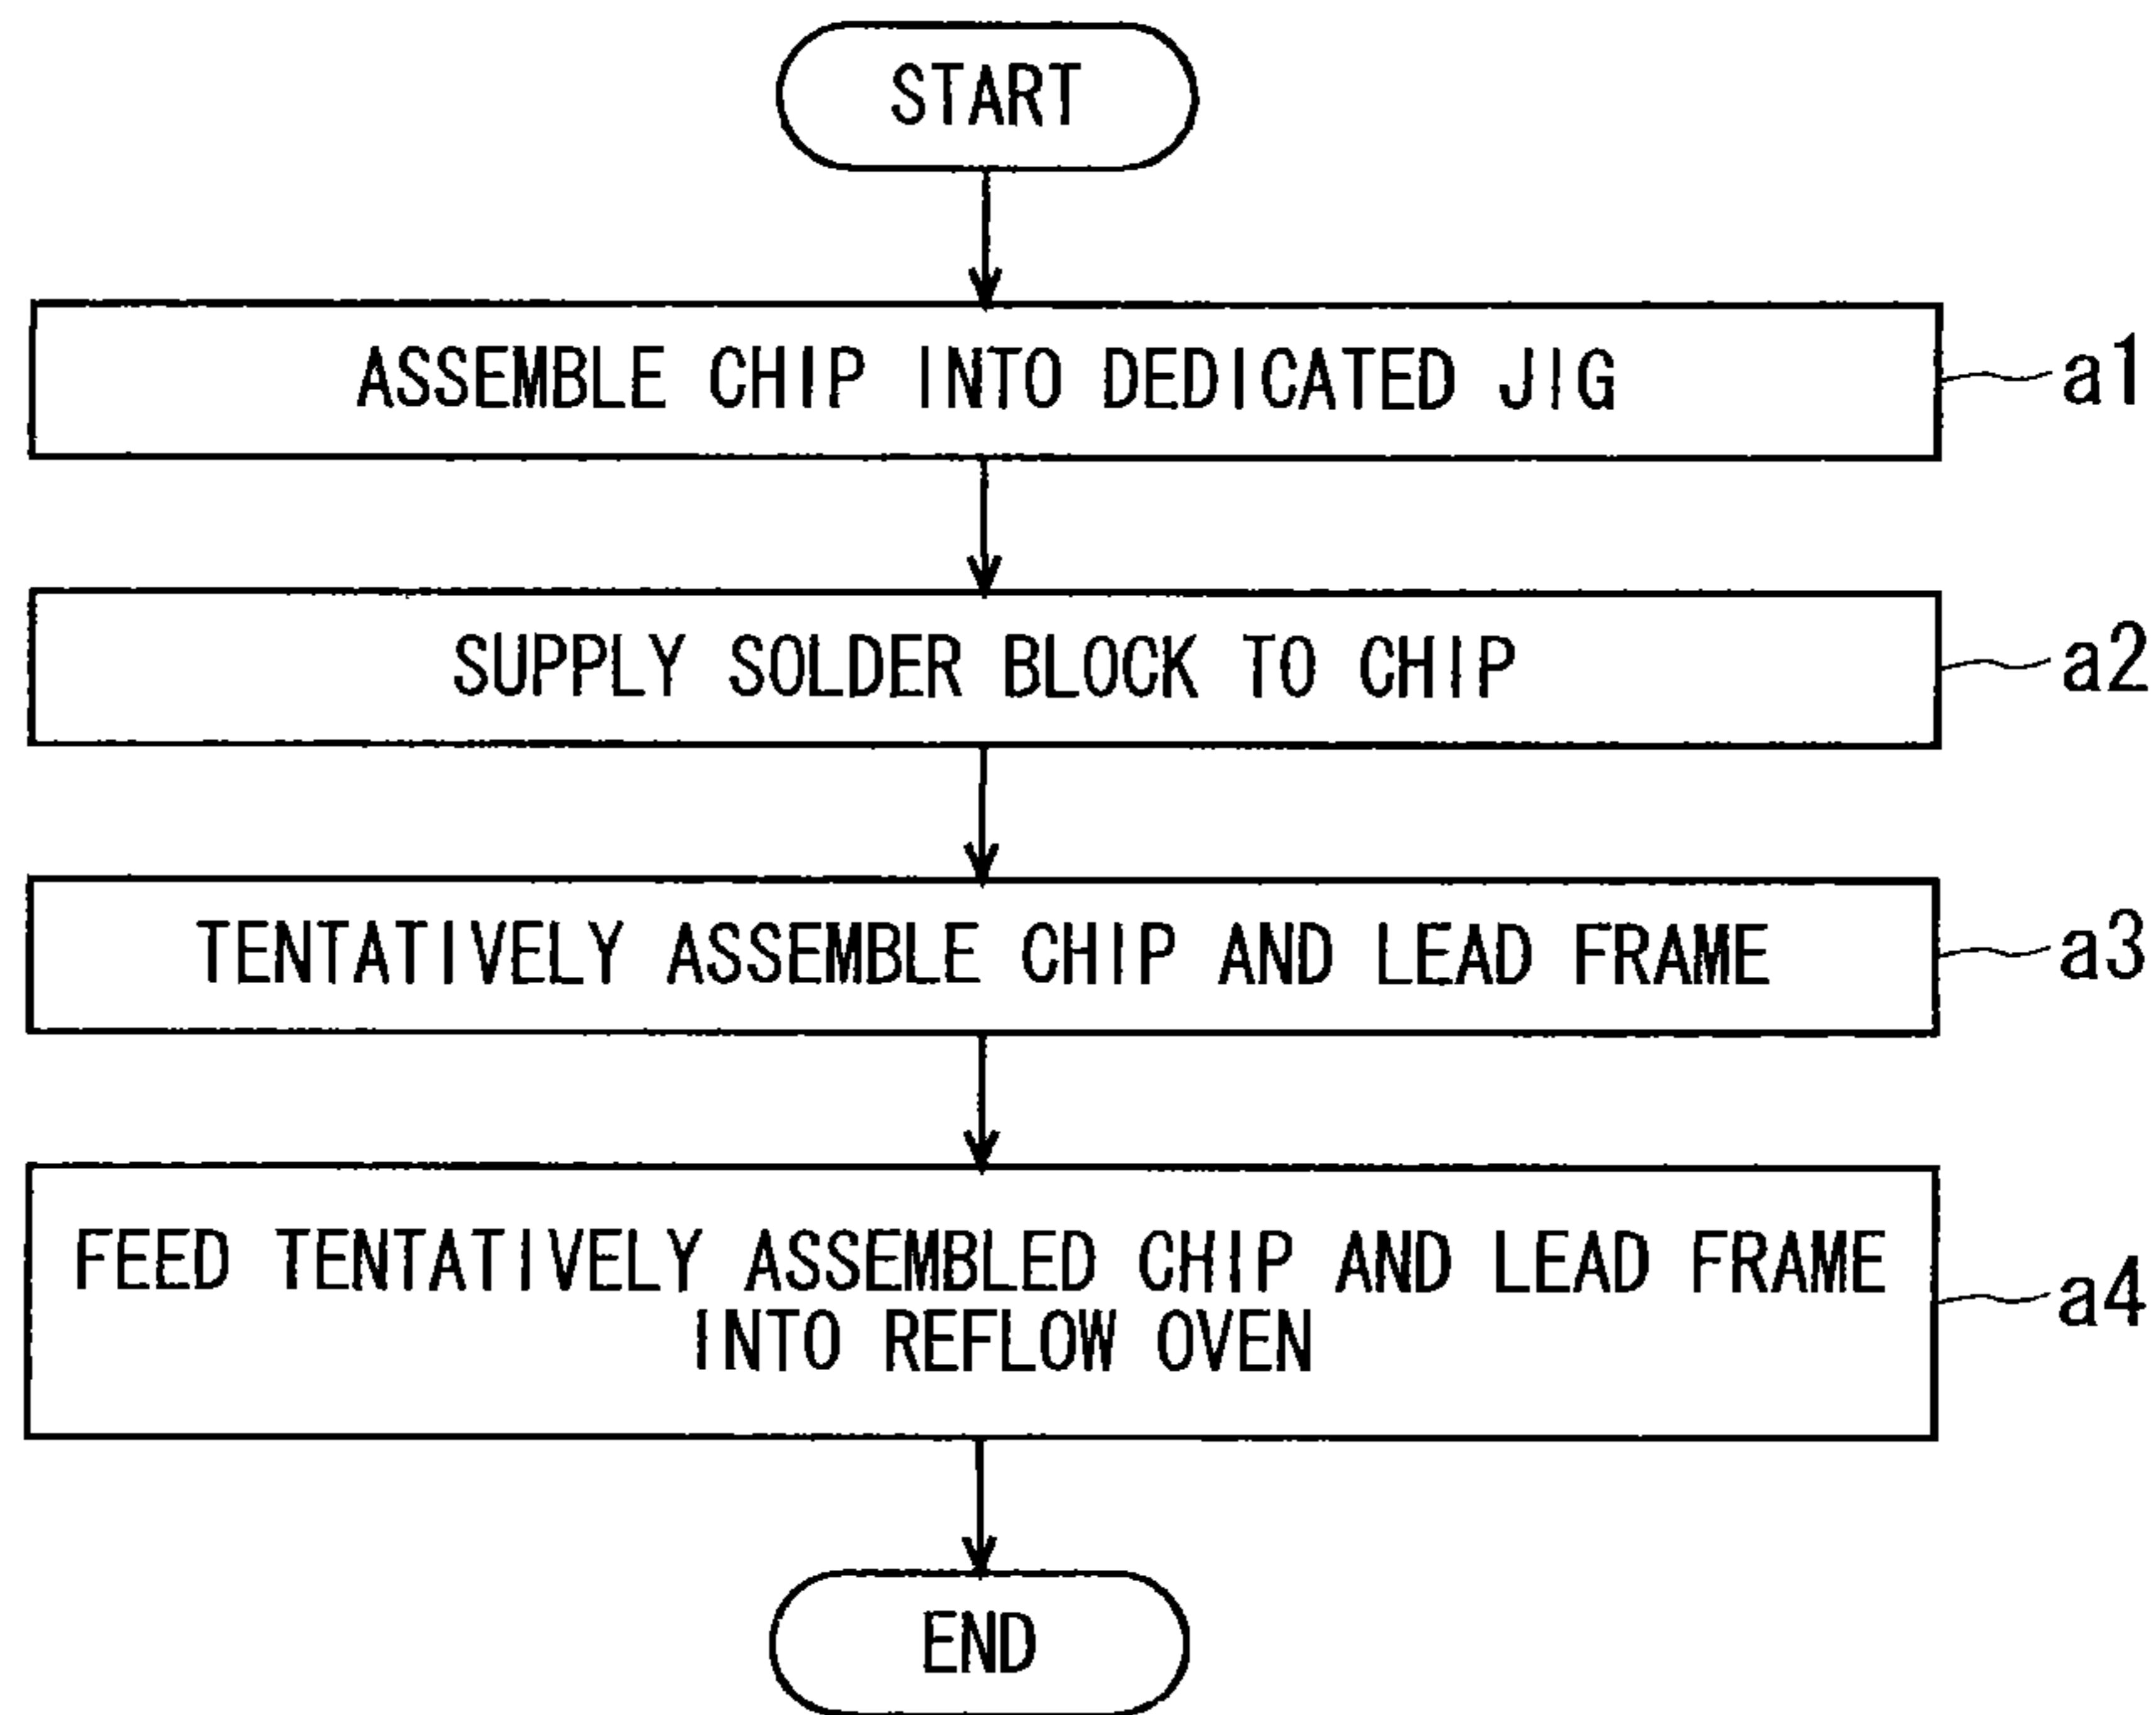 START
ASSEMBLE CHIP INTO DEDICATED JIG
a1
SUPPLY SOLDER BLOCK TO CHIP
a2
TENTATIVELY ASSEMBLE CHIP AND LEAD FRAME
a3
FEED TENTATIVELY ASSEMBLED CHIP AND LEAD FRAME
INTO REFLOW OVEN
a4
END